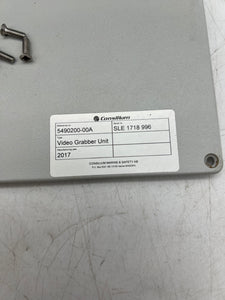 Consilium
5490200-00A
SLE 1718 996
Video Grabber Unit
2017
CONSILIUM MARINE & SAFETY AB